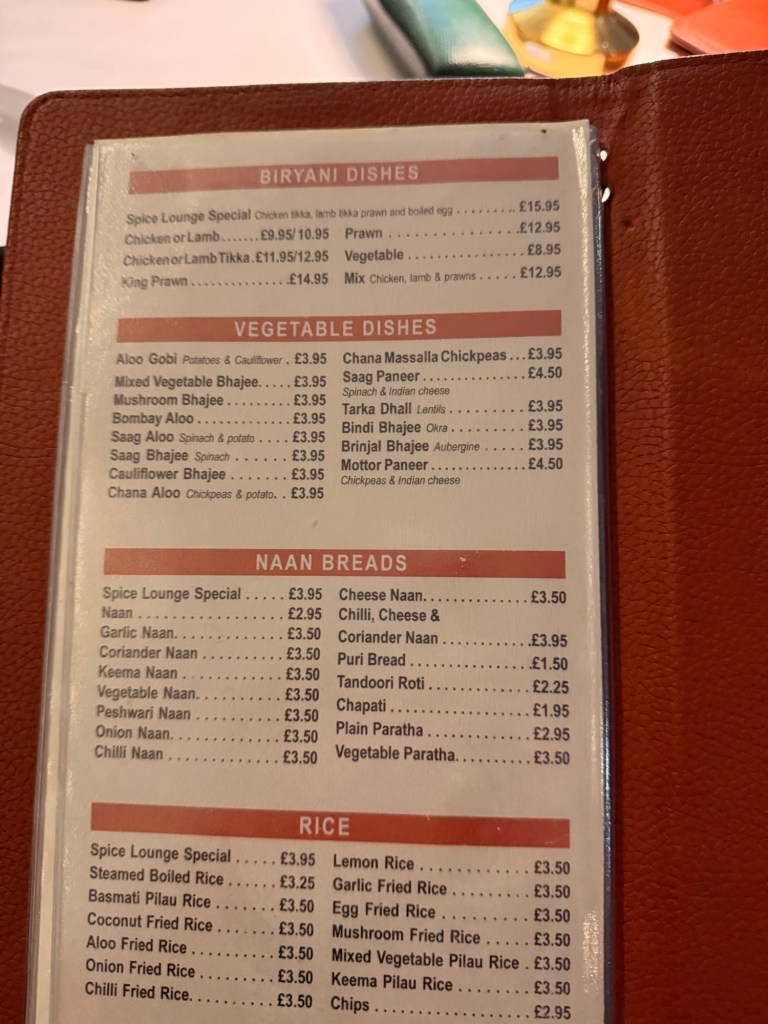 BIRYANI DISHES
Spice Lounge Special Chicken tikka, lamb tikka prawn and boiled egg ......... £15.95
Chicken or Lamb.......£9.95/ 10.95
Chicken or Lamb Tikka.£11.95/12.95
King Prawn...............£14.95
Prawn ....................£12.95
Vegetable ................£8.95
Mix Chicken, lamb & prawns .....£12.95
VEGETABLE DISHES
Aloo Gobi Potatoes & Cauliflower . £3.95
Mixed Vegetable Bhajee..... £3.95
Mushroom Bhajee......... £3.95
Bombay Aloo.............£3.95
Saag Aloo Spinach & potato .... £3.95
Saag Bhajee Spinach ....... £3.95
Cauliflower Bhajee ....... £3.95
Chana Aloo Chickpeas & potato.. £3.95
Chana Massalla Chickpeas...£3.95
Saag Paneer..............£4.50
Spinach & Indian cheese
Tarka Dhall Lentils .......... £3.95
Bindi Bhajee Okra.......... £3.95
Brinjal Bhajee Aubergine ..... £3.95
Mottor Paneer.............£4.50
Chickpeas & Indian cheese
NAAN BREADS
Spice Lounge Special ..... £3.95
Naan ................. £2.95
Garlic Naan............. £3.50
Coriander Naan .......... £3.50
Keema Naan ............ £3.50
Vegetable Naan.......... £3.50
Peshwari Naan .......... £3.50
Onion Naan............. £3.50
Chilli Naan ............. £3.50
Cheese Naan..............£3.50
Chilli, Cheese &
Coriander Naan ...........£3.95
Puri Bread ...............£1.50
Tandoori Roti .............£2.25
Chapati .................£1.95
Plain Paratha .............£2.95
Vegetable Paratha..........£3.50
RICE
Spice Lounge Special ..... £3.95
Steamed Boiled Rice ...... £3.25
Basmati Pilau Rice ....... £3.50
Coconut Fried Rice ....... £3.50
Aloo Fried Rice .......... £3.50
Onion Fried Rice ......... £3.50
Chilli Fried Rice.......... £3.50
Lemon Rice ............. £3.50
Garlic Fried Rice ......... £3.50
Egg Fried Rice .......... £3.50
Mushroom Fried Rice ..... £3.50
Mixed Vegetable Pilau Rice . £3.50
Keema Pilau Rice ........ £3.50
Chips .................. £2.95